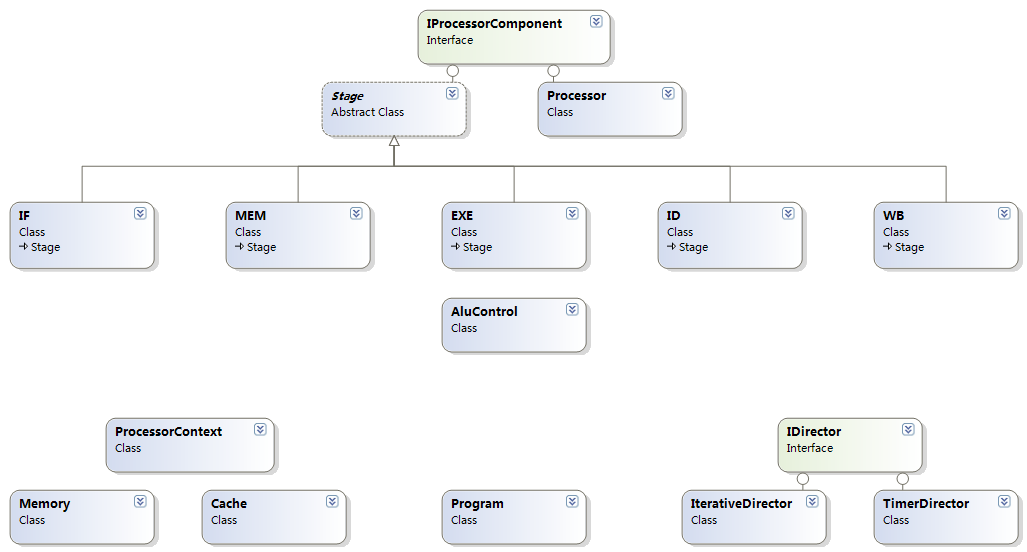 IProcessorComponent
Interface
Stage
Abstract Class
Processor
Class
IF
Class
Stage
MEM
Class
Stage
EXE
Class
Stage
ID
Class
Stage
WB
Class
Stage
AluControl
Class
ProcessorContext
Class
IDirector
Interface
Memory
Class
Cache
Class
Program
Class
IterativeDirector
Class
TimerDirector
Class